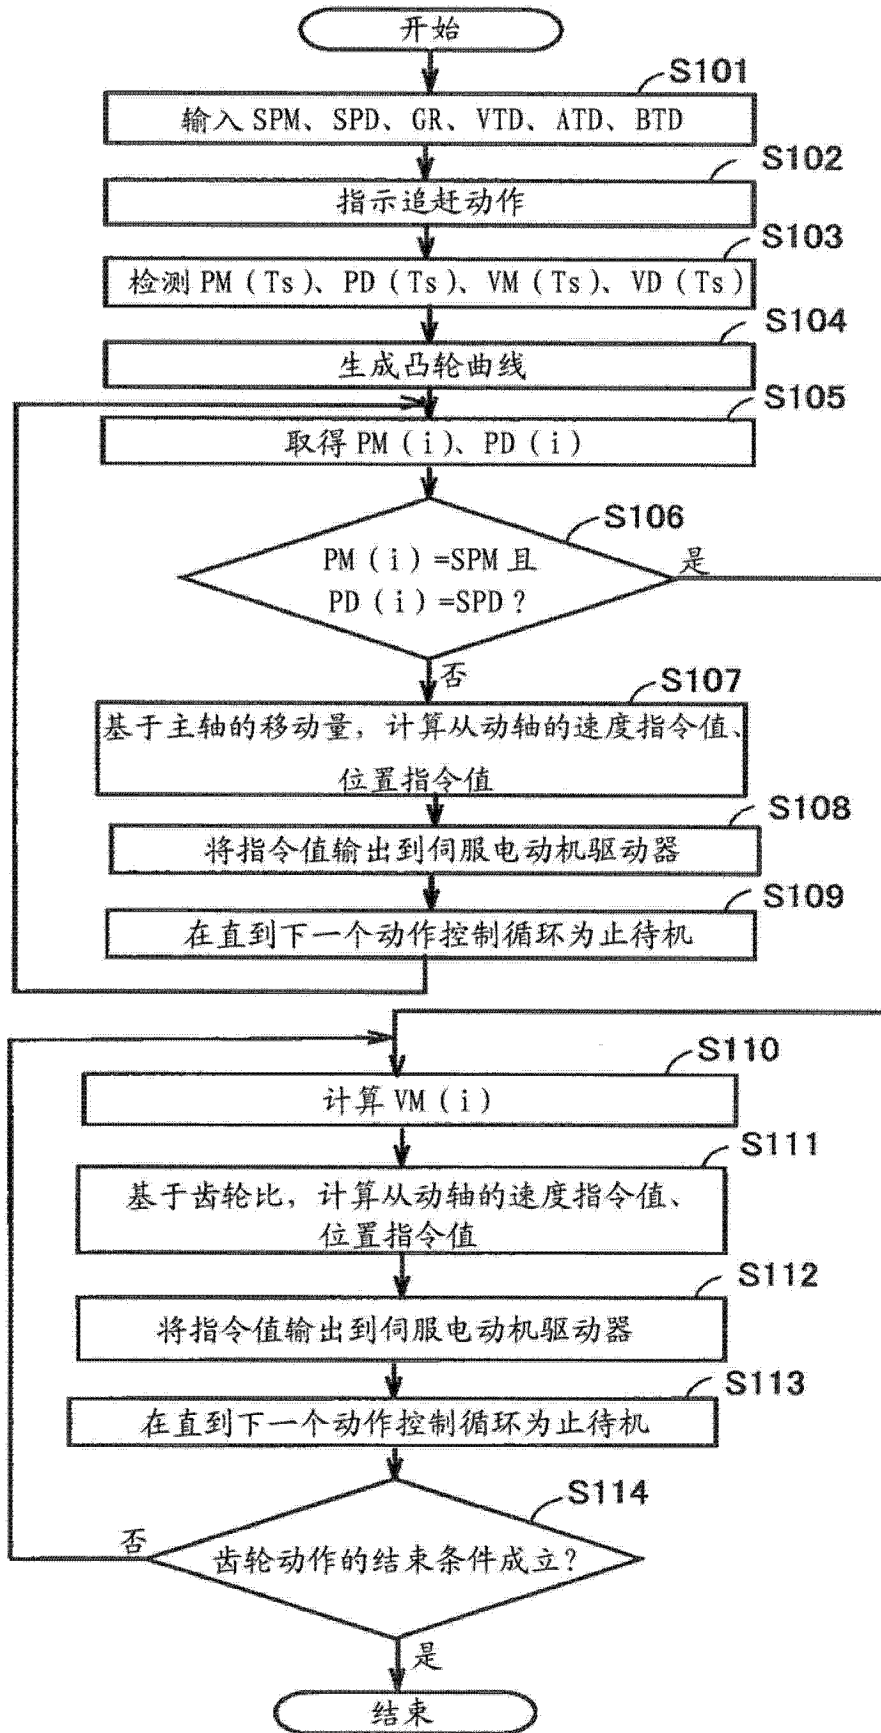 开始
S101
输入 SPM、SPD、GR、VTD、ATD、BTD
S102
指示追赶动作
S103
检测 PM（Ts）、PD（Ts）、VM（Ts）、VD（Ts）
S104
生成凸轮曲线
S105
取得 PM（i）、PD（i）
S106
PM（i）=SPM 且
PD（i）=SPD？
是
否
S107
基于主轴的移动量，计算从动轴的速度指令值、
位置指令值
S108
将指令值输出到伺服电动机驱动器
S109
在直到下一个动作控制循环为止待机
S110
计算 VM（i）
S111
基于齿轮比，计算从动轴的速度指令值、
位置指令值
S112
将指令值输出到伺服电动机驱动器
S113
在直到下一个动作控制循环为止待机
S114
否
齿轮动作的结束条件成立？
是
结束